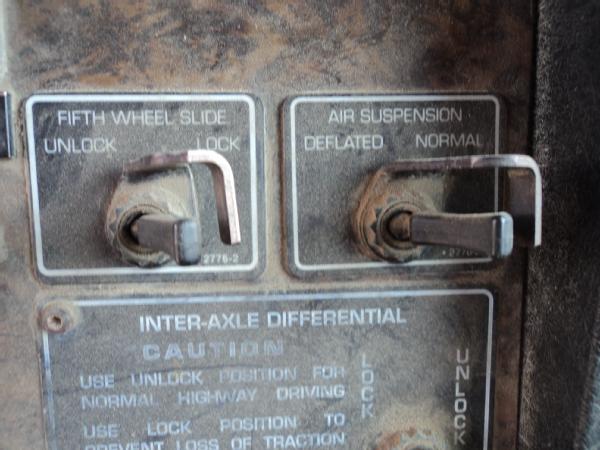 FIFTH WHEEL SLIDE
UNLOCK LOCK
2776-2
AIR SUSPENSION
DEFLATED NORMAL
INTER-AXLE DIFFERENTIAL
CAUTION
USE UNLOCK POSITION FOR
NORMAL HIGHWAY DRIVING
USE LOCK POSITION TO
PREVENT LOSS OF TRACTION
LOCK
UNLOCK